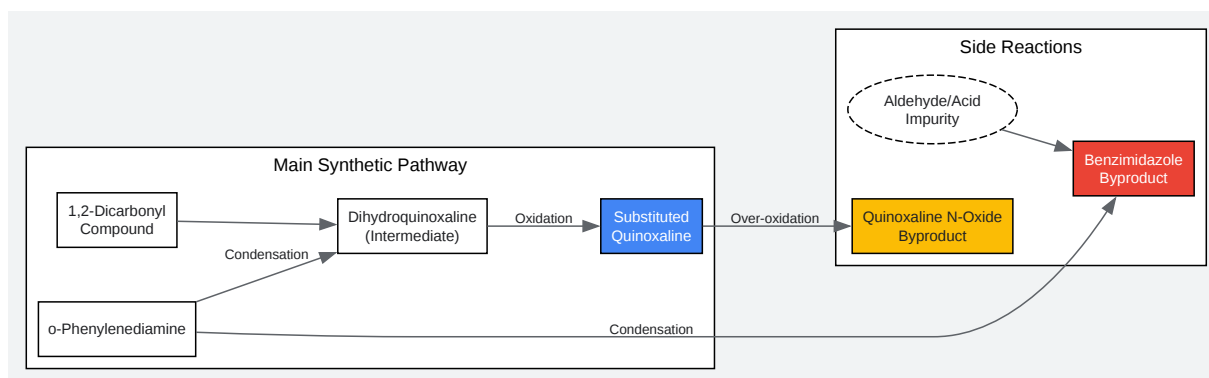 Side Reactions
Aldehyde/Acid
Impurity
Benzimidazole
Byproduct
Main Synthetic Pathway
1,2-Dicarbonyl
Compound
Dihydroquinoxaline
(Intermediate)
Oxidation
Substituted
Quinoxaline
Over-oxidation
Quinoxaline N-Oxide
Byproduct
Condensation
o-Phenylenediamine
Condensation